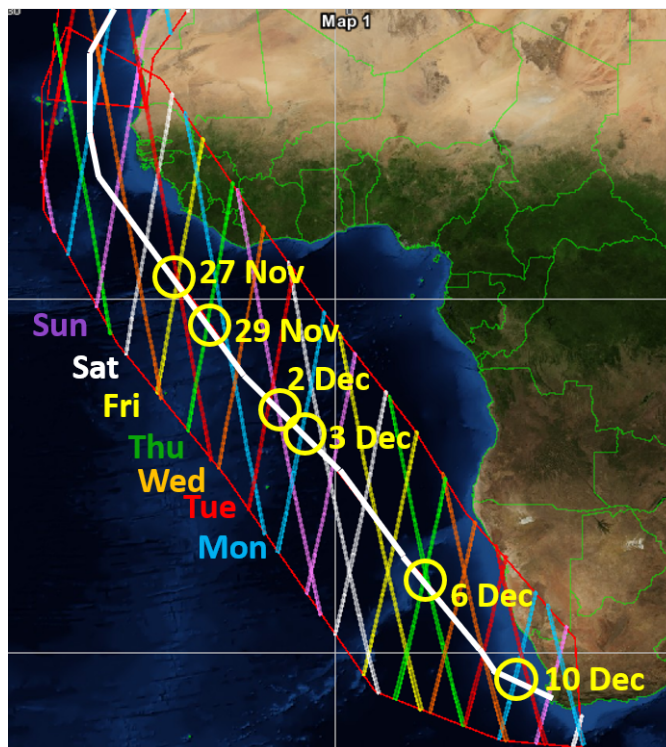 30
Map 1
27 Nov
29 Nov
Sun
Sat
2 Dec
Fri
3 Dec
Thu
Wed
Tue
Mon
6 Dec
10 Dec